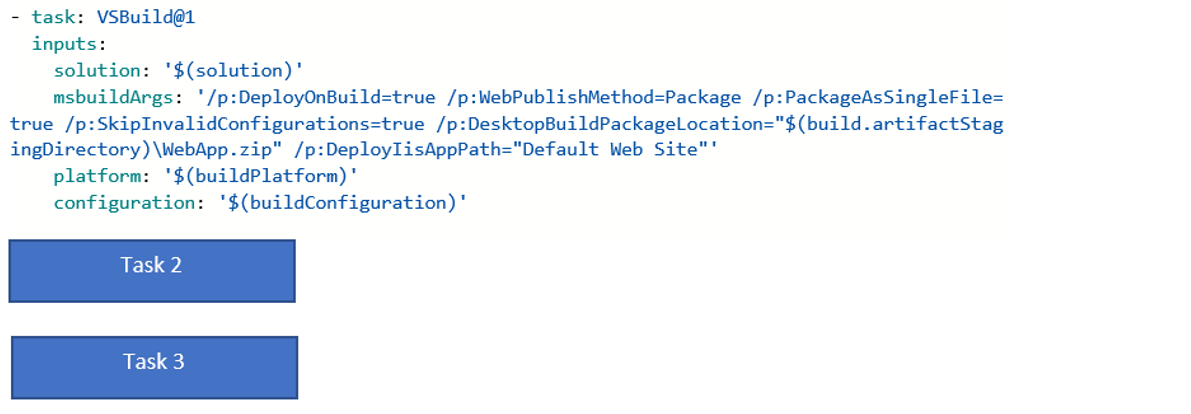 - task: VSBuild@1
  inputs:
    solution: '$(solution)'
    msbuildArgs: '/p:DeployOnBuild=true /p:WebPublishMethod=Package /p:PackageAsSingleFile=
true /p:SkipInvalidConfigurations=true /p:DesktopBuildPackageLocation="$(build.artifactStag
ingDirectory)\WebApp.zip" /p:DeployIisAppPath="Default Web Site"'
    platform: '$(buildPlatform)'
    configuration: '$(buildConfiguration)'
Task 2
Task 3